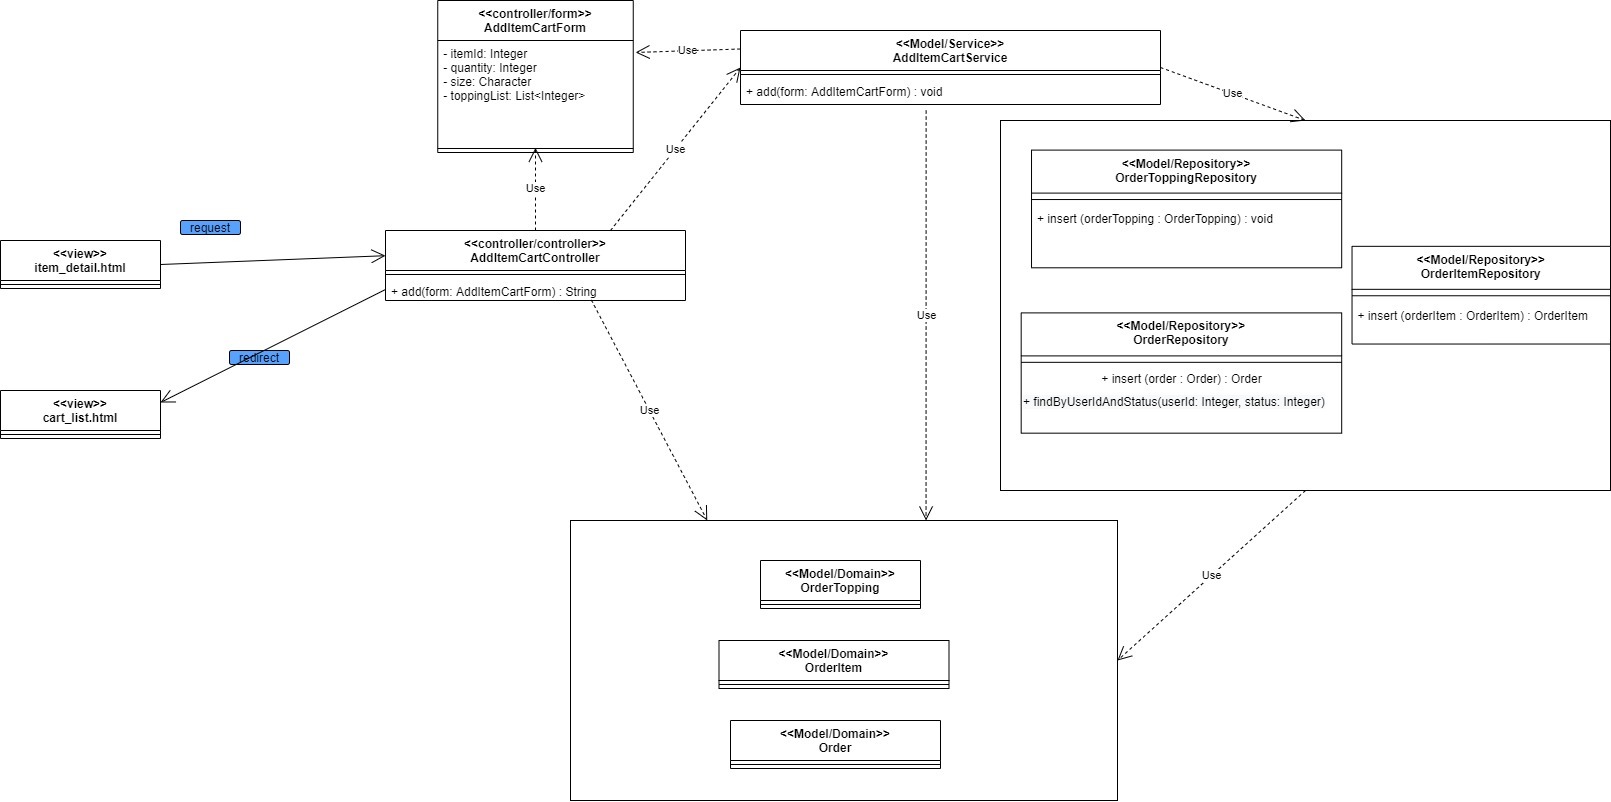 <<controller/form>>
AddItemCartForm
- itemId: Integer
- quantity: Integer
- size: Character
- toppingList: List<Integer>
Use
<<Model/Service>>
AddItemCartService
+ add(form: AddItemCartForm) : void
Use
Use
Use
<<Model/Repository>>
OrderToppingRepository
+ insert (orderTopping : OrderTopping) : void
request
<<view>>
item_detail.html
<<controller/controller>>
AddItemCartController
+ add(form: AddItemCartForm) : String
<<Model/Repository>>
OrderItemRepository
+ insert (orderItem : OrderItem) : OrderItem
Use
<<Model/Repository>>
OrderRepository
+ insert (order : Order) : Order
+ findByUserIdAndStatus(userId: Integer, status: Integer)
redirect
<<view>>
cart_list.html
Use
Use
<<Model/Domain>>
OrderTopping
<<Model/Domain>>
OrderItem
<<Model/Domain>>
Order